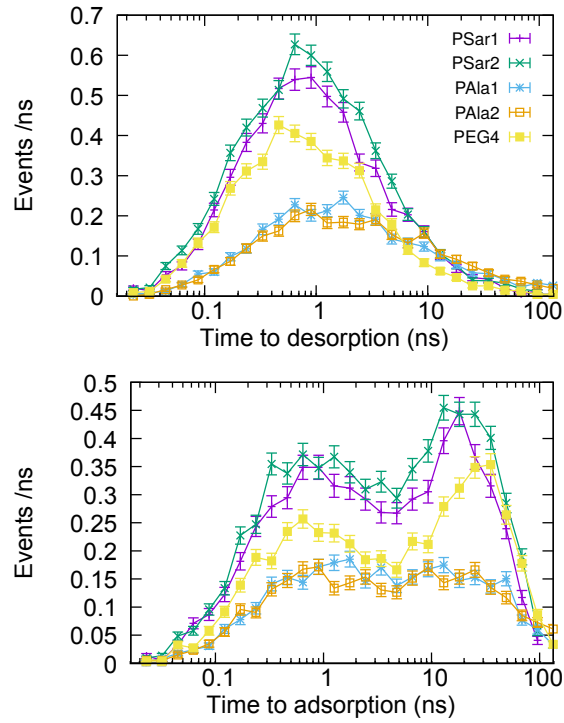 0.7
0.6
0.5
0.4
0.3
0.2
0.1
0
Events /ns
PSar1
PSar2
PAla1
PAla2
PEG4
0.1 1 10 100
Time to desorption (ns)
0.5
0.45
0.4
0.35
0.3
0.25
0.2
0.15
0.1
0.05
0
Events /ns
0.1 1 10 100
Time to adsorption (ns)